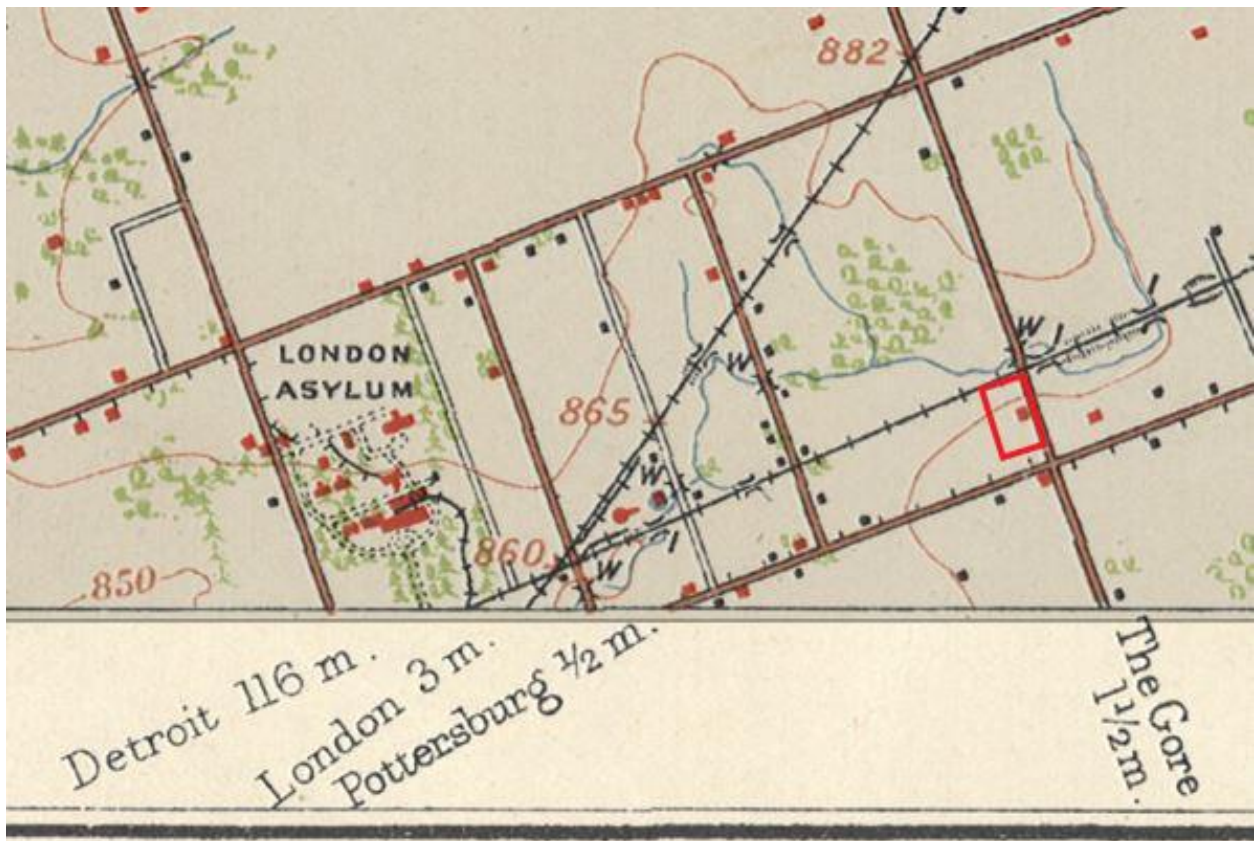 882
LONDON
ASYLUM
W
I
I
W
865
W
860
I
W
850
Detroit 116 m.
London 3 m.
Pottersburg ½ m.
The Gore
1½ m.